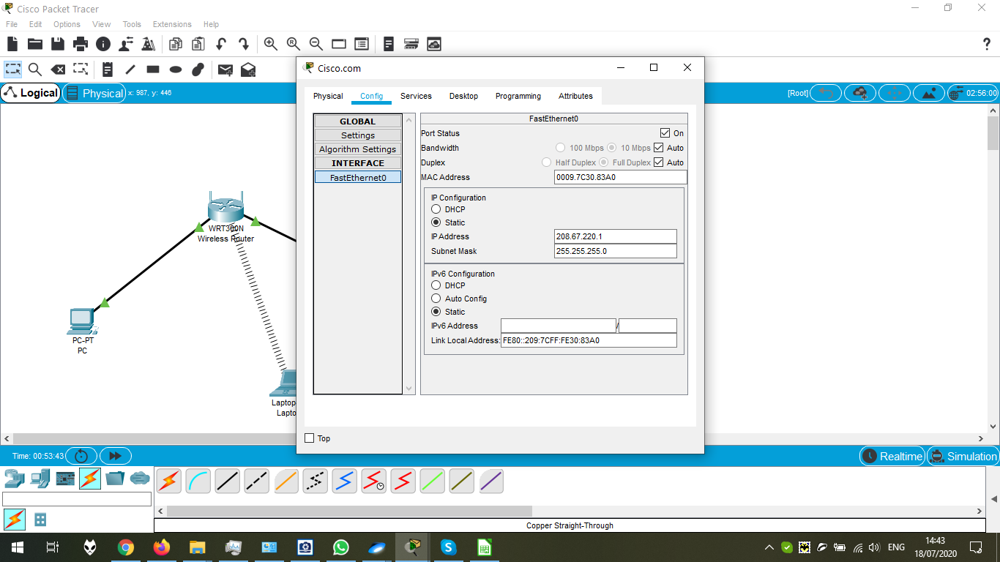 Cisco Packet Tracer
File Edit Options View Tools Extensions Help
?
Logical Physical x: 987, y: 446
[Root] 02:56:00
WRT300N
Wireless Router
PC-PT
PC
Laptop
Lapto
Cisco.com
Physical Config Services Desktop Programming Attributes
GLOBAL
Settings
Algorithm Settings
INTERFACE
FastEthernet0
FastEthernet0
Port Status On
Bandwidth 100 Mbps 10 Mbps Auto
Duplex Half Duplex Full Duplex Auto
MAC Address 0009.7C30.83A0
IP Configuration
DHCP
Static
IP Address 208.67.220.1
Subnet Mask 255.255.255.0
IPv6 Configuration
DHCP
Auto Config
Static
IPv6 Address /
Link Local Address: FE80::209:7CFF:FE30:83A0
Top
Time: 00:53:43
Realtime Simulation
Copper Straight-Through
ENG
14:43
18/07/2020